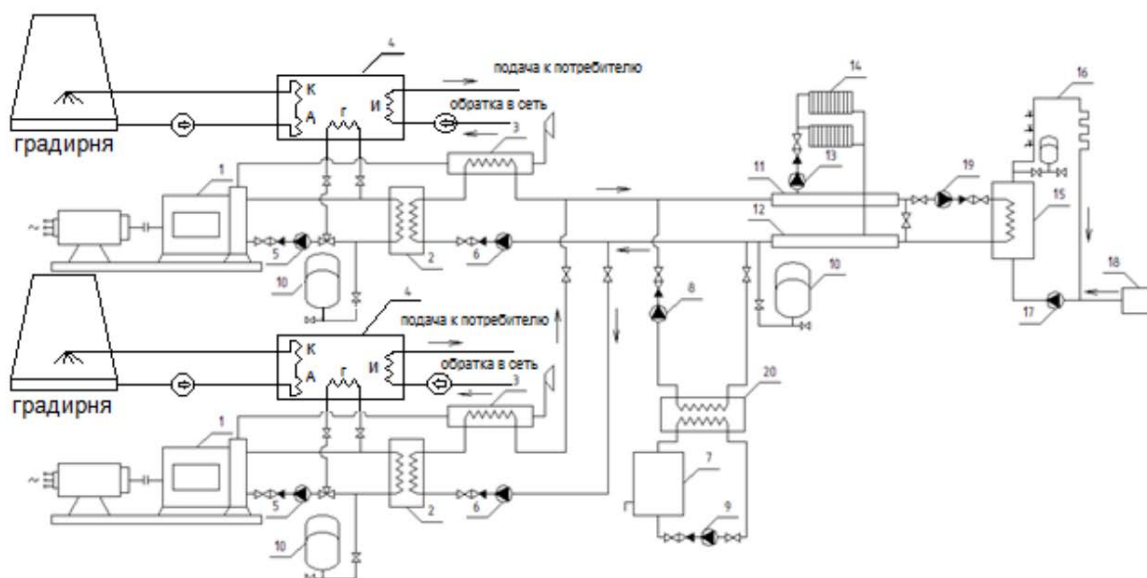 4
подача к потребителю
К
А
Г
И
обратка в сеть
градирня
3
14
16
1
13
11
19
15
12
5
2
6
10
10
8
18
17
4
подача к потребителю
К
А
Г
И
обратка в сеть
градирня
3
20
1
7
5
2
6
9
10
~
~